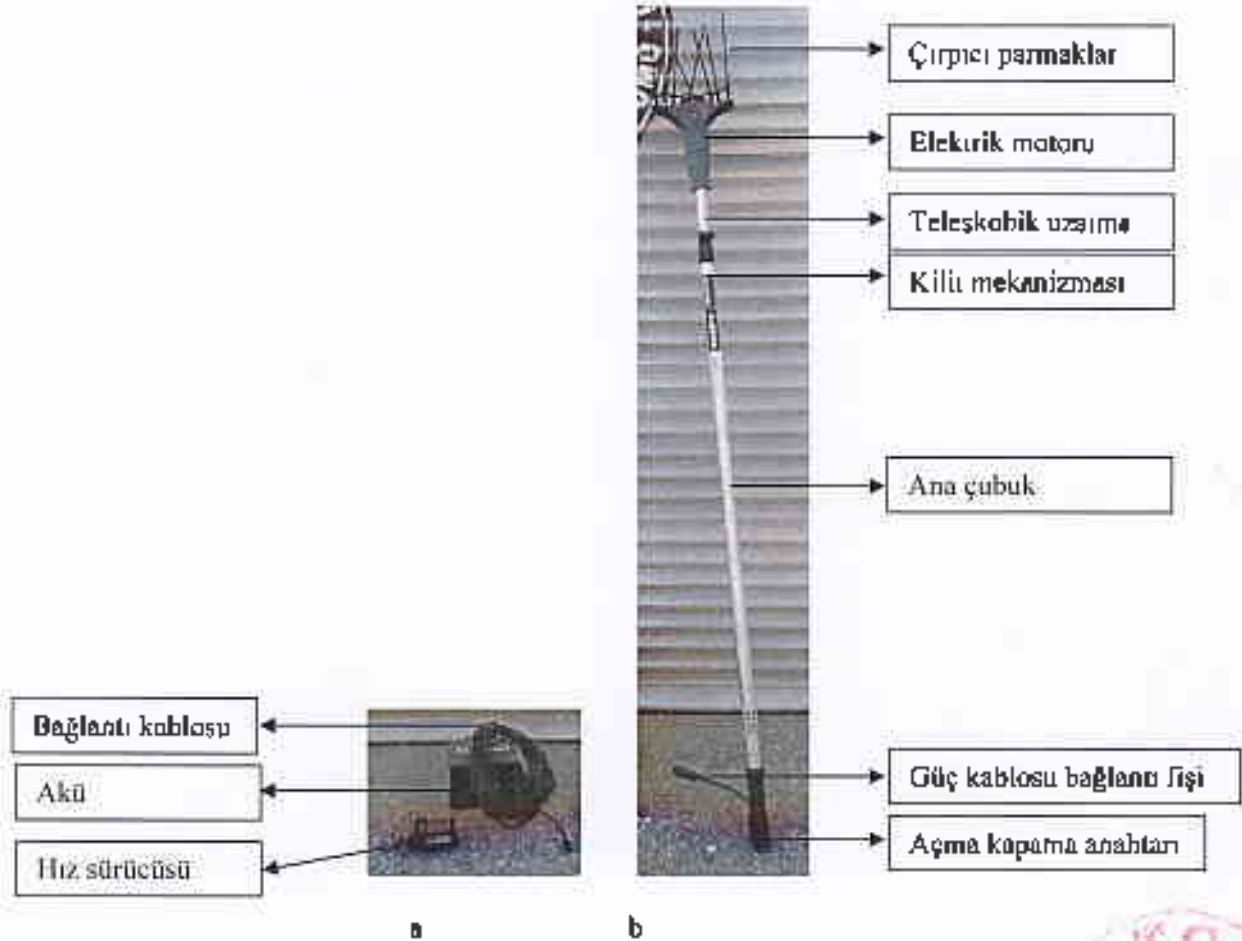 Çırpıcı parmaklar
Elektrik motoru
Teleskobik uzatma
Kilit mekanizması
Ana çubuk
Bağlantı kablosu
Akü
Hız sürücüsü
Güç kablosu bağlantı fişi
Açma kapama anahtarı
a b